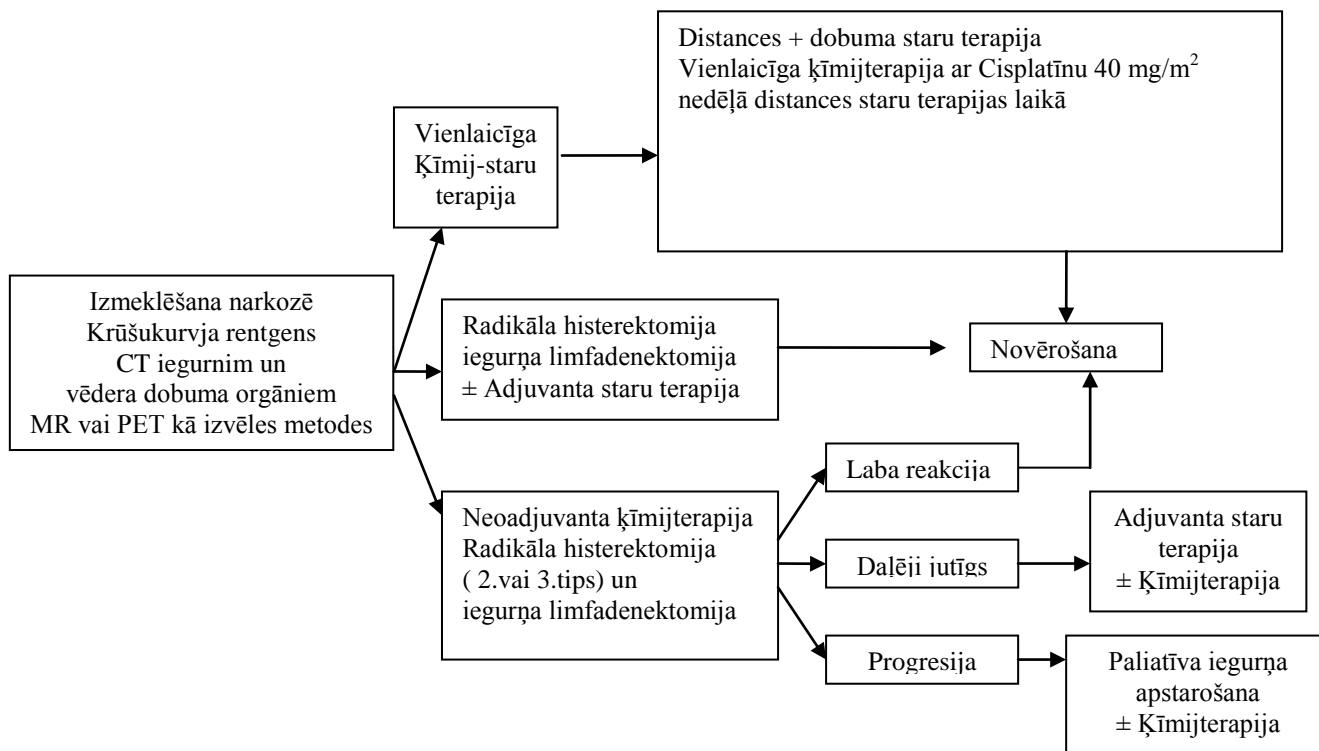 Distances + dobuma staru terapija
Vienlaicīga ķīmijterapija ar Cisplatīnu 40 mg/m²
nedēļā distances staru terapijas laikā
Vienlaicīga
Ķīmij-staru
terapija
Izmeklēšana narkozē
Krūšukurvja rentgens
CT iegurnim un
vēdera dobuma orgāniem
MR vai PET kā izvēles metodes
Radikāla histerektomija
iegurņa limfadenektomija
± Adjuvanta staru terapija
Novērošana
Neoadjuvanta ķīmijterapija
Radikāla histerektomija
( 2.vai 3.tips) un
iegurņa limfadenektomija
Laba reakcija
Daļēji jutīgs
Adjuvanta staru
terapija
± Ķīmijterapija
Progresija
Paliatīva iegurņa
apstarošana
± Ķīmijterapija